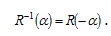 R⁻¹(α) = R(−α).